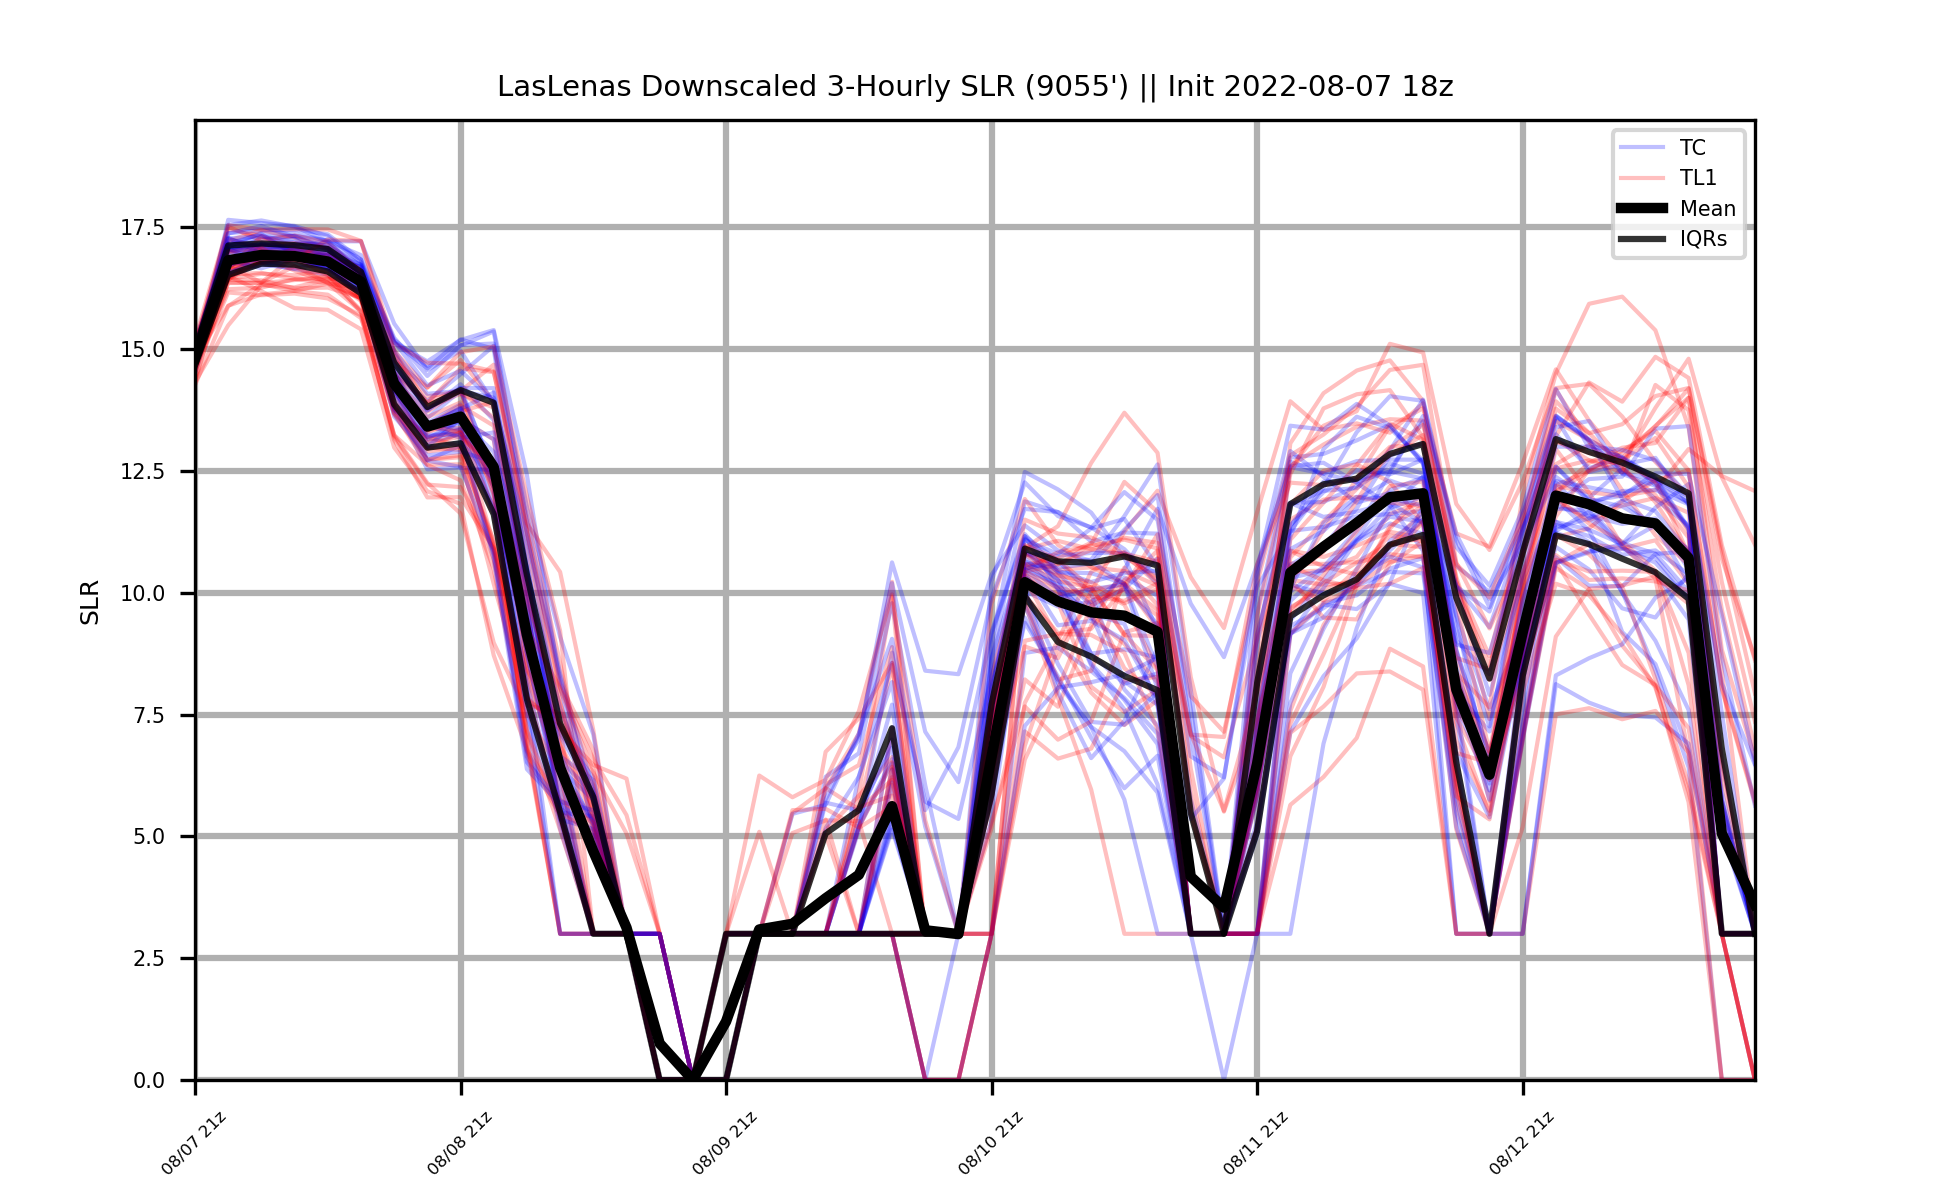 LasLenas Downscaled 3-Hourly SLR (9055') || Init 2022-08-07 18z
TC
TL1
Mean
IQRs
SLR
17.5
15.0
12.5
10.0
7.5
5.0
2.5
0.0
08/07 21z
08/08 21z
08/09 21z
08/10 21z
08/11 21z
08/12 21z